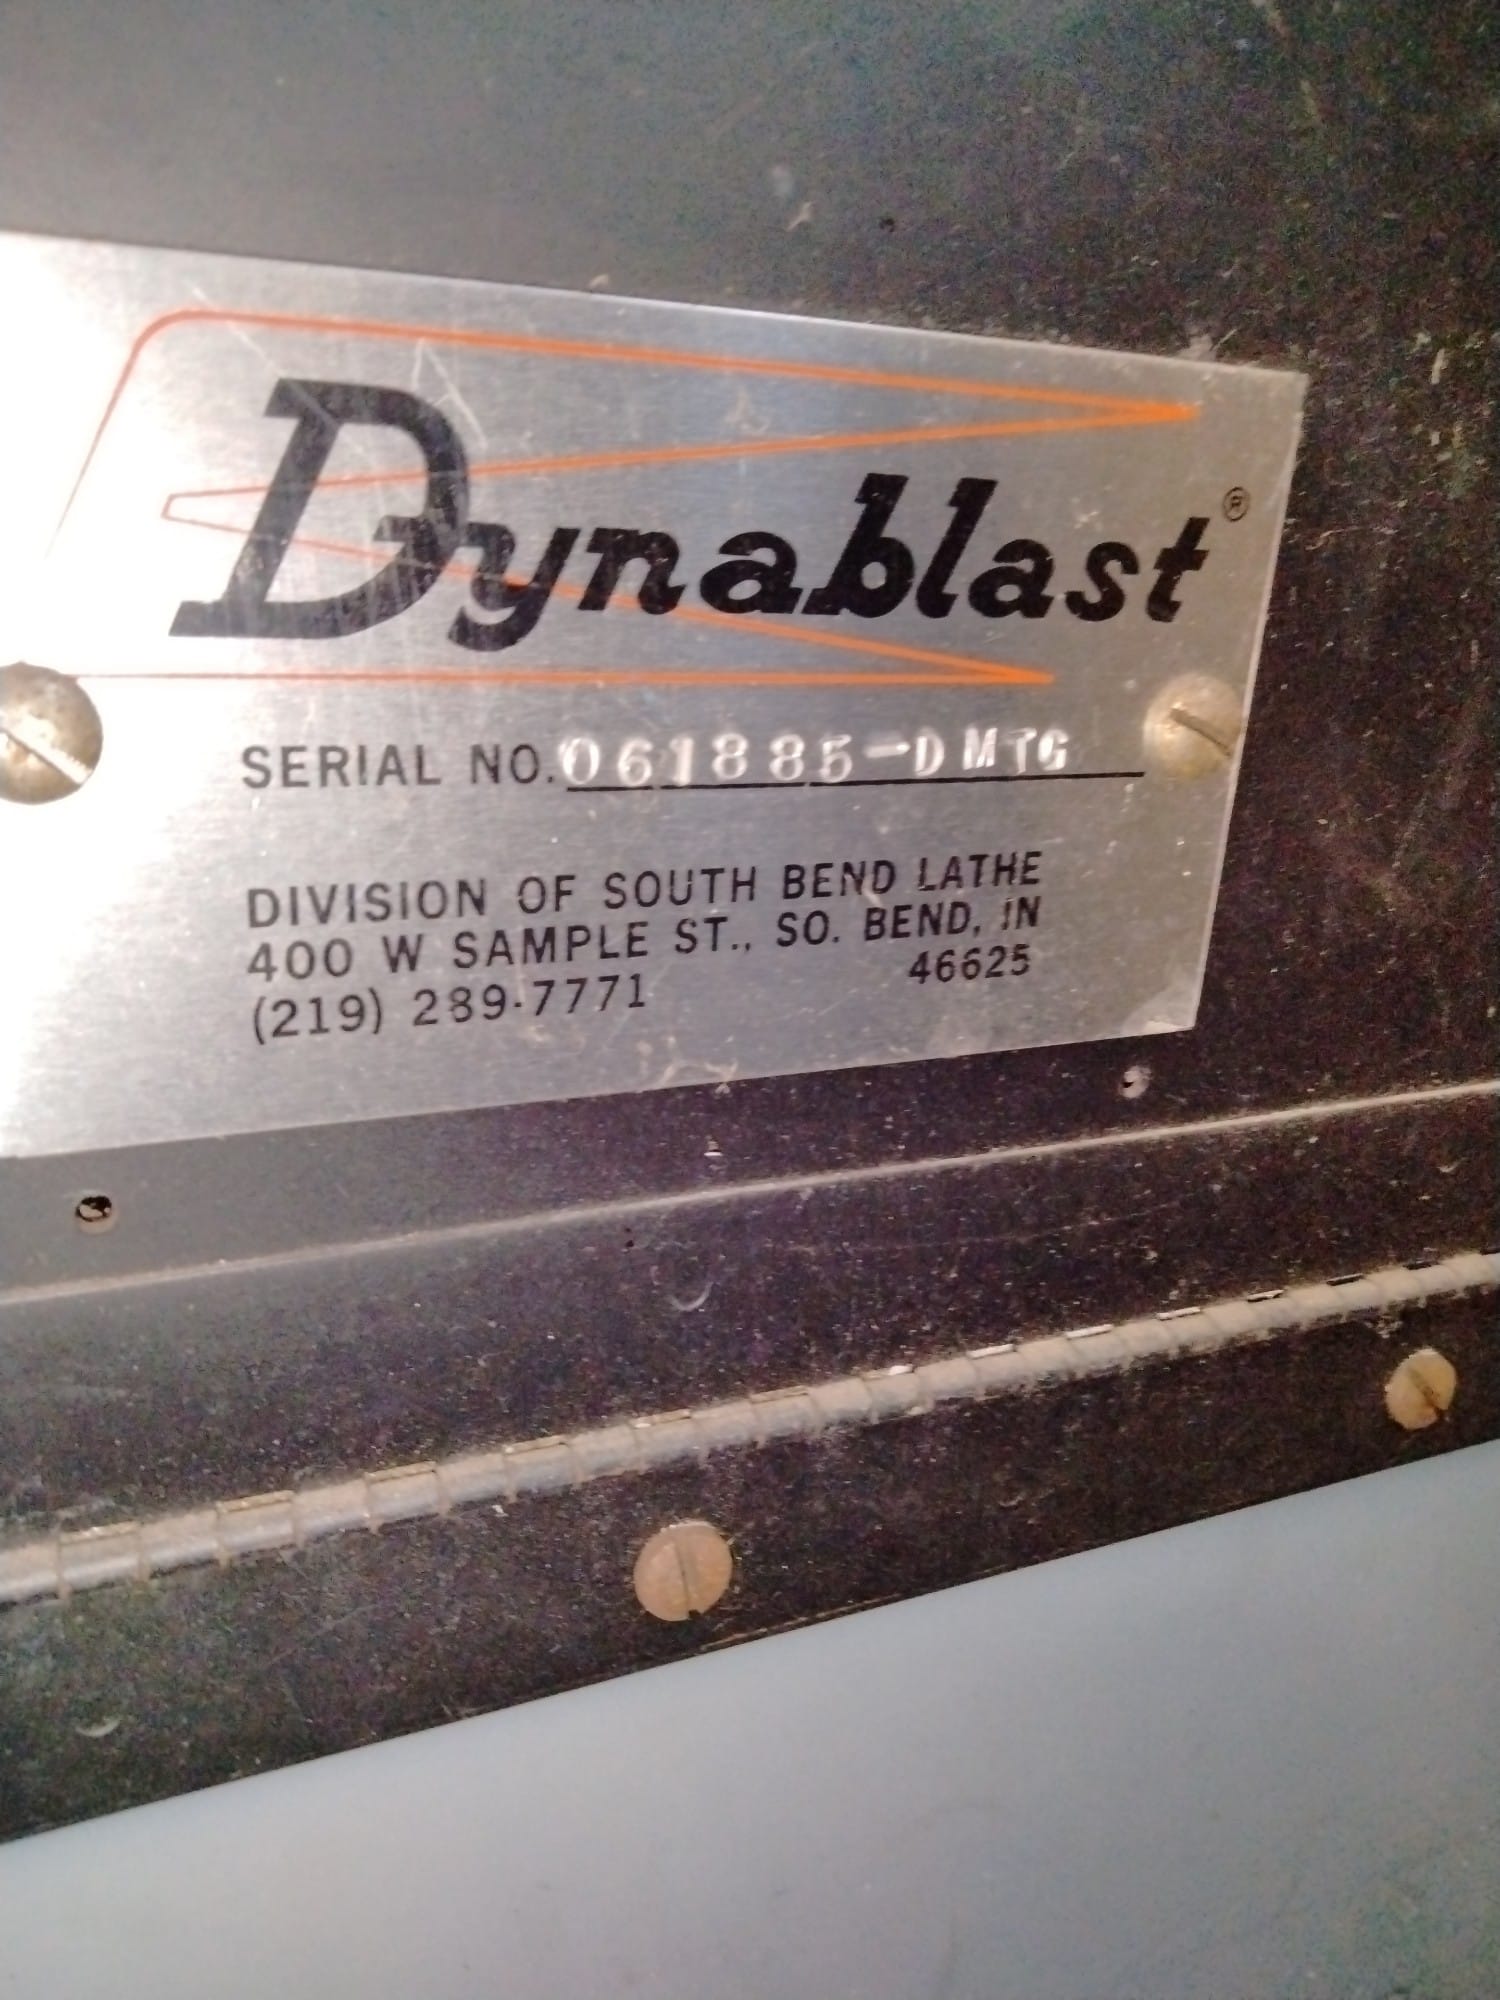 Dynablast®
SERIAL NO. 061885-DMTG
DIVISION OF SOUTH BEND LATHE
400 W SAMPLE ST., SO. BEND, IN
46625
(219) 289-7771